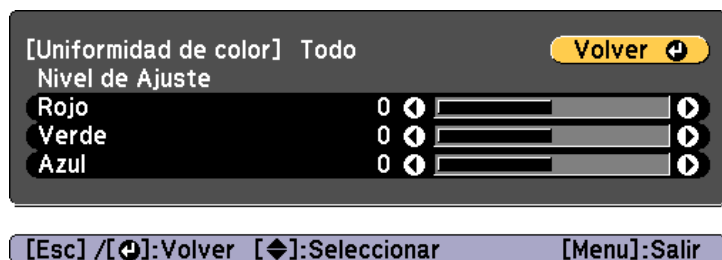 [Uniformidad de color] Todo Volver
Nivel de Ajuste
Rojo 0
Verde 0
Azul 0
[Esc] /[⏎]:Volver [◆]:Seleccionar [Menu]:Salir